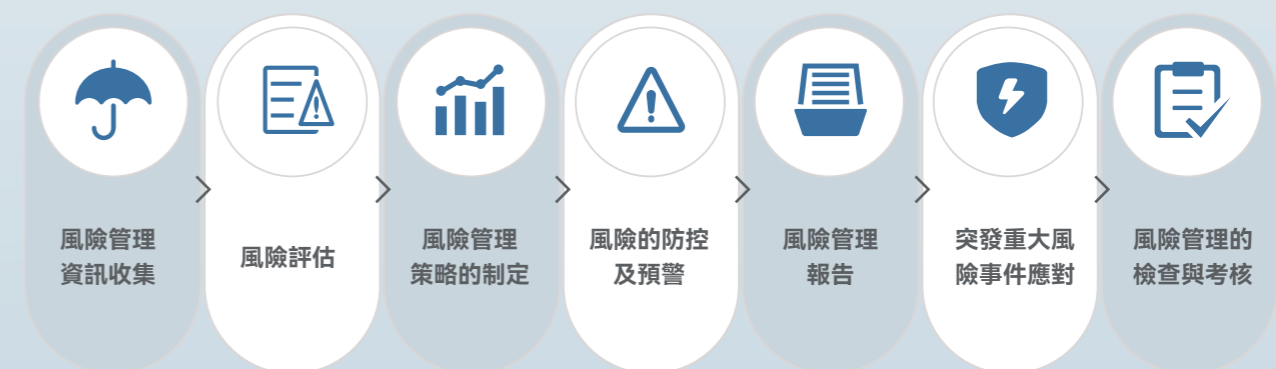 風險管理
資訊收集
風險評估
風險管理
策略的制定
風險的防控
及預警
風險管理
報告
突發重大風
險事件應對
風險管理的
檢查與考核